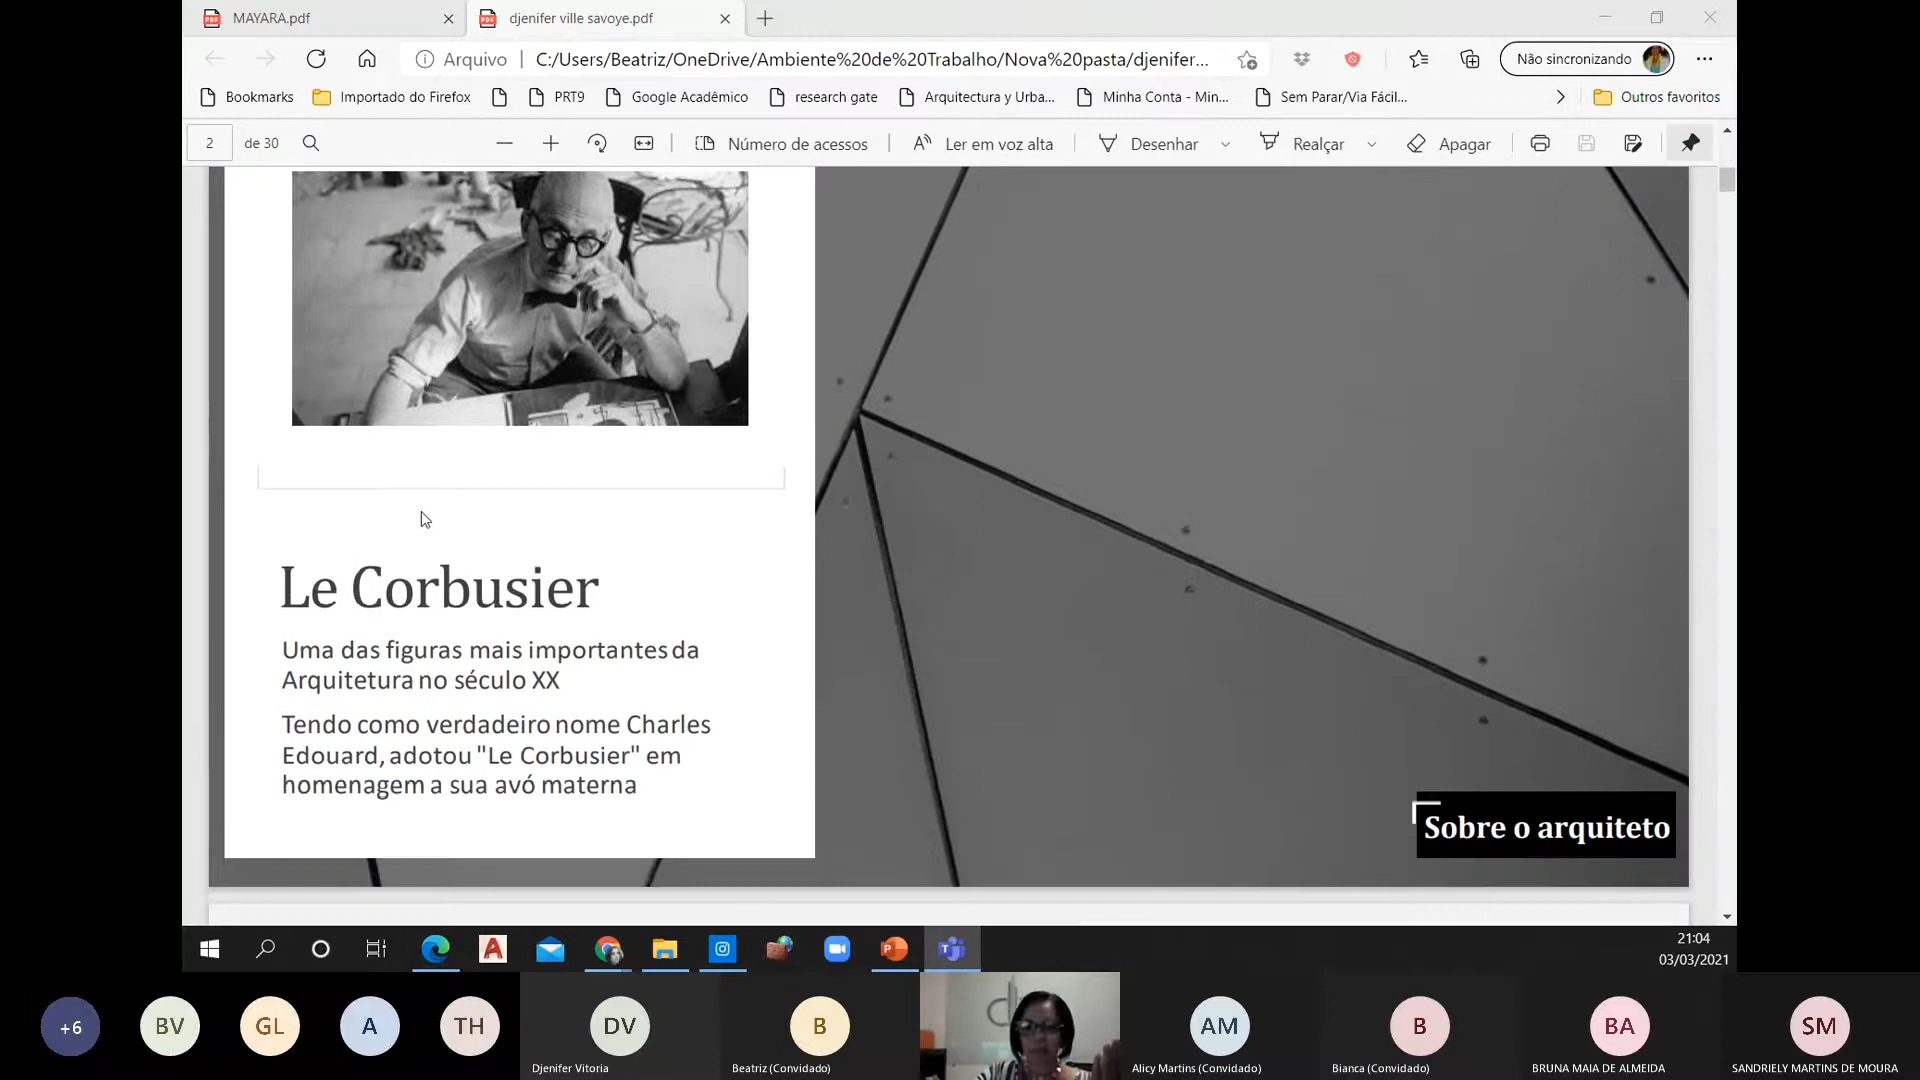 MAYARA.pdf
djenifer ville savoye.pdf
Arquivo
C:/Users/Beatriz/OneDrive/Ambiente%20de%20Trabalho/Nova%20pasta/djenifer...
Não sincronizando
Bookmarks
Importado do Firefox
PRT9
Google Acadêmico
research gate
Arquitectura y Urba...
Minha Conta - Min...
Sem Parar/Via Fácil...
Outros favoritos
2 de 30
Número de acessos
Ler em voz alta
Desenhar
Realçar
Apagar
Le Corbusier
Uma das figuras mais importantes da
Arquitetura no século XX
Tendo como verdadeiro nome Charles
Edouard, adotou "Le Corbusier" em
homenagem a sua avó materna
Sobre o arquiteto
21:04
03/03/2021
+6
BV
GL
A
TH
DV
Djenifer Vitoria
B
Beatriz (Convidado)
AM
Alicy Martins (Convidado)
B
Bianca (Convidado)
BA
BRUNA MAIA DE ALMEIDA
SM
SANDRIELY MARTINS DE MOURA